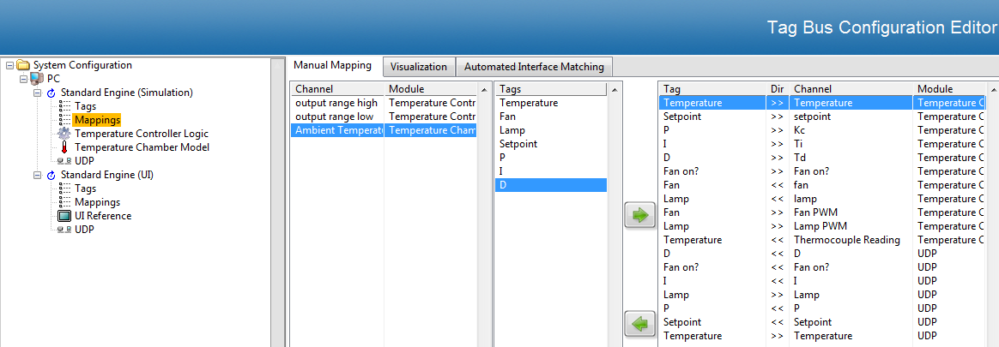 Tag Bus Configuration Editor
System Configuration
PC
Standard Engine (Simulation)
Tags
Mappings
Temperature Controller Logic
Temperature Chamber Model
UDP
Standard Engine (UI)
Tags
Mappings
UI Reference
UDP
Manual Mapping Visualization Automated Interface Matching
Channel Module
output range high Temperature Contr
output range low Temperature Contr
Ambient Temperatu Temperature Cham
Tags
Temperature
Fan
Lamp
Setpoint
P
I
D
Tag Dir Channel Module
Temperature >> Temperature Temperature C
Setpoint >> setpoint Temperature C
P >> Kc Temperature C
I >> Ti Temperature C
D >> Td Temperature C
Fan on? >> Fan on? Temperature C
Fan << fan Temperature C
Lamp << lamp Temperature C
Fan >> Fan PWM Temperature C
Lamp >> Lamp PWM Temperature C
Temperature << Thermocouple Reading Temperature C
D << D UDP
Fan on? << Fan on? UDP
I << I UDP
Lamp >> Lamp UDP
P << P UDP
Setpoint << Setpoint UDP
Temperature >> Temperature UDP